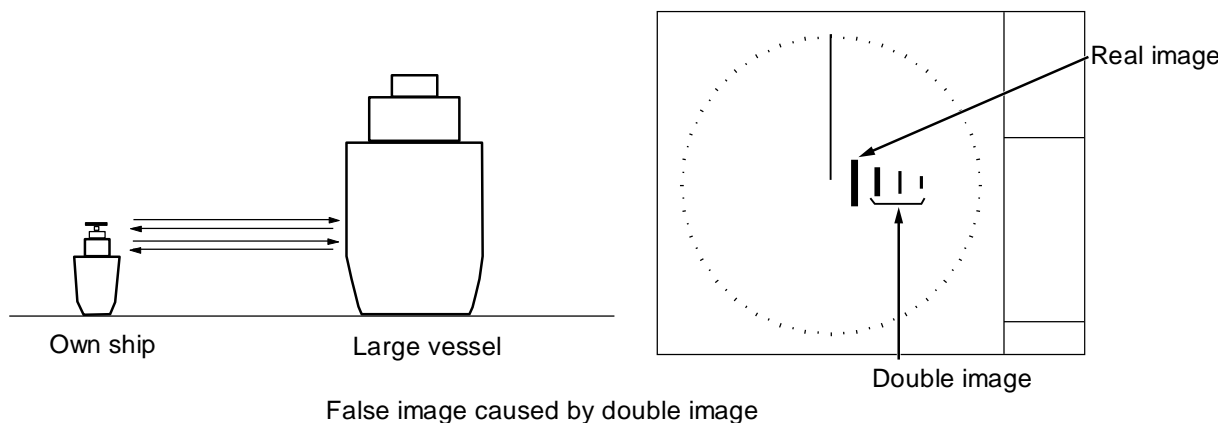 Real image
Own ship
Large vessel
Double image
False image caused by double image